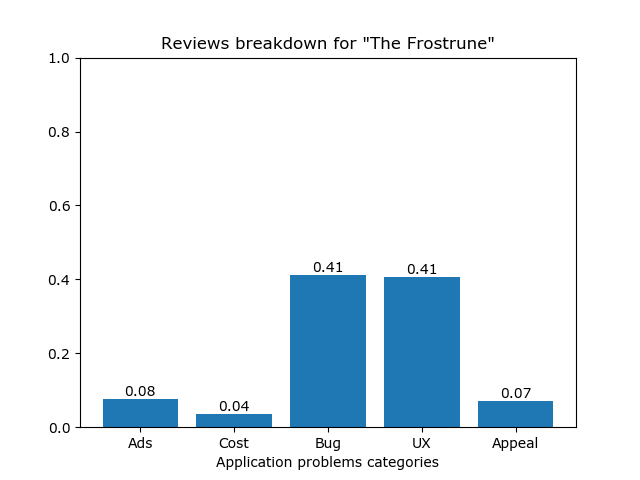 Reviews breakdown for "The Frostrune"
1.0
0.8
0.6
0.4
0.2
0.0
0.08
0.04
0.41
0.41
0.07
Ads
Cost
Bug
UX
Appeal
Application problems categories